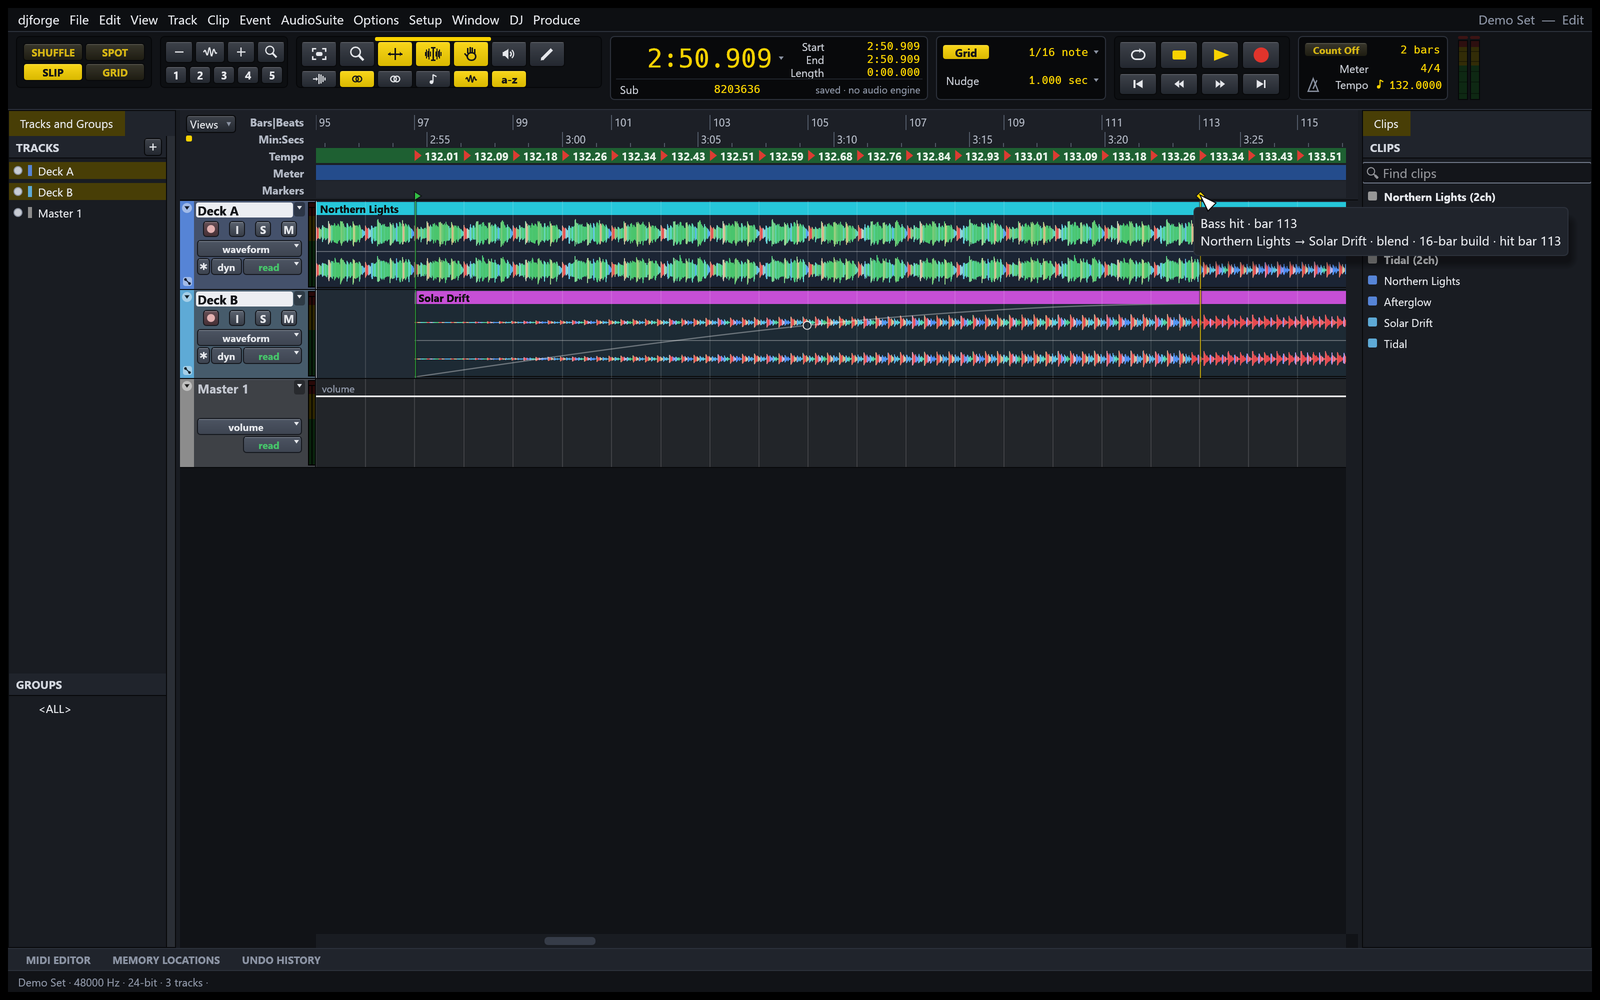 djforge File Edit View Track Clip Event AudioSuite Options Setup Window DJ Produce Demo Set — Edit
SHUFFLE SPOT
SLIP GRID
1 2 3 4 5
a-z
2:50.909
Start 2:50.909
End 2:50.909
Length 0:00.000
Sub 8203636 saved · no audio engine
Grid 1/16 note
Nudge 1.000 sec
Count Off 2 bars
Meter 4/4
Tempo 132.0000
Tracks and Groups
TRACKS
Deck A
Deck B
Master 1
GROUPS
<ALL>
Views
Bars|Beats 95 97 99 101 103 105 107 109 111 113 115
Min:Secs 2:55 3:00 3:05 3:10 3:15 3:20 3:25
Tempo 132.01 132.09 132.18 132.26 132.34 132.43 132.51 132.59 132.68 132.76 132.84 132.93 133.01 133.09 133.18 133.26 133.34 133.43 133.51
Meter
Markers
Deck A
I S M
waveform
dyn read
Northern Lights
Deck B
I S M
waveform
dyn read
Solar Drift
Master 1
volume
read
volume
Clips
CLIPS
Find clips
Northern Lights (2ch)
Bass hit · bar 113
Northern Lights → Solar Drift · blend · 16-bar build · hit bar 113
Tidal (2ch)
Northern Lights
Afterglow
Solar Drift
Tidal
MIDI EDITOR MEMORY LOCATIONS UNDO HISTORY
Demo Set · 48000 Hz · 24-bit · 3 tracks ·